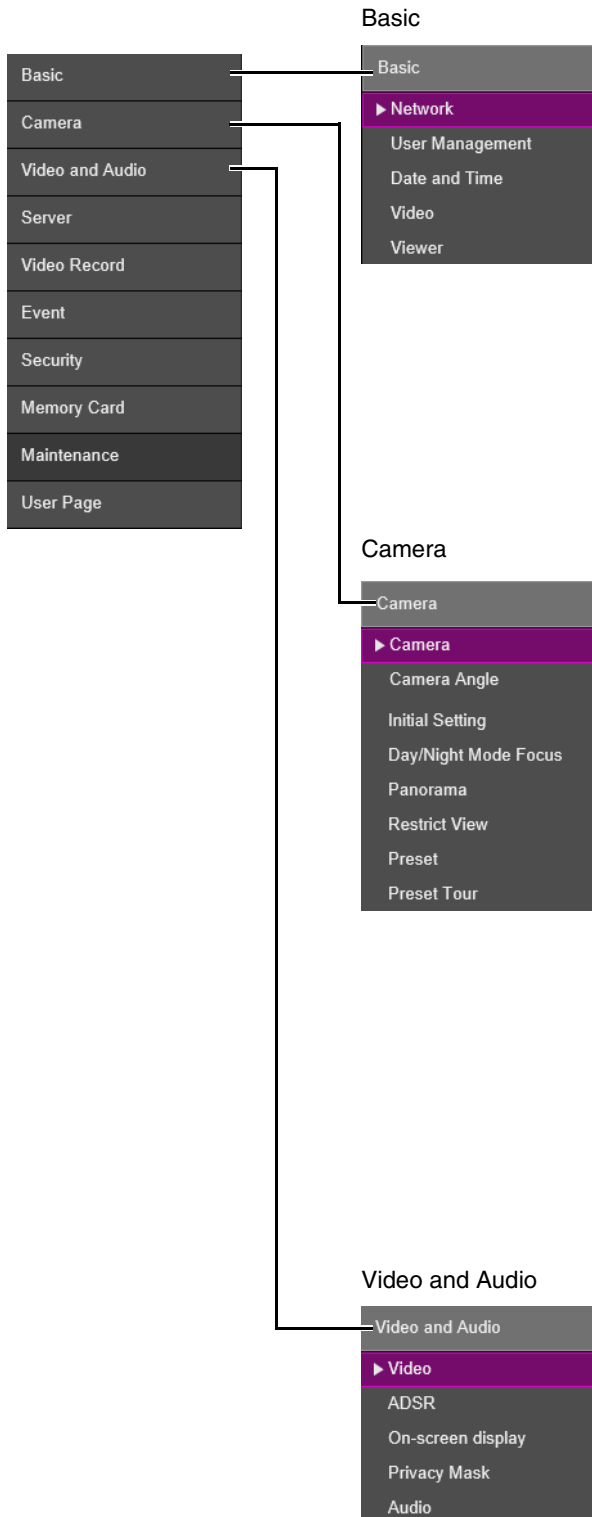 Basic
Camera
Video and Audio
Server
Video Record
Event
Security
Memory Card
Maintenance
User Page
Basic
Basic
Network
User Management
Date and Time
Video
Viewer
Camera
Camera
Camera
Camera Angle
Initial Setting
Day/Night Mode Focus
Panorama
Restrict View
Preset
Preset Tour
Video and Audio
Video and Audio
Video
ADSR
On-screen display
Privacy Mask
Audio